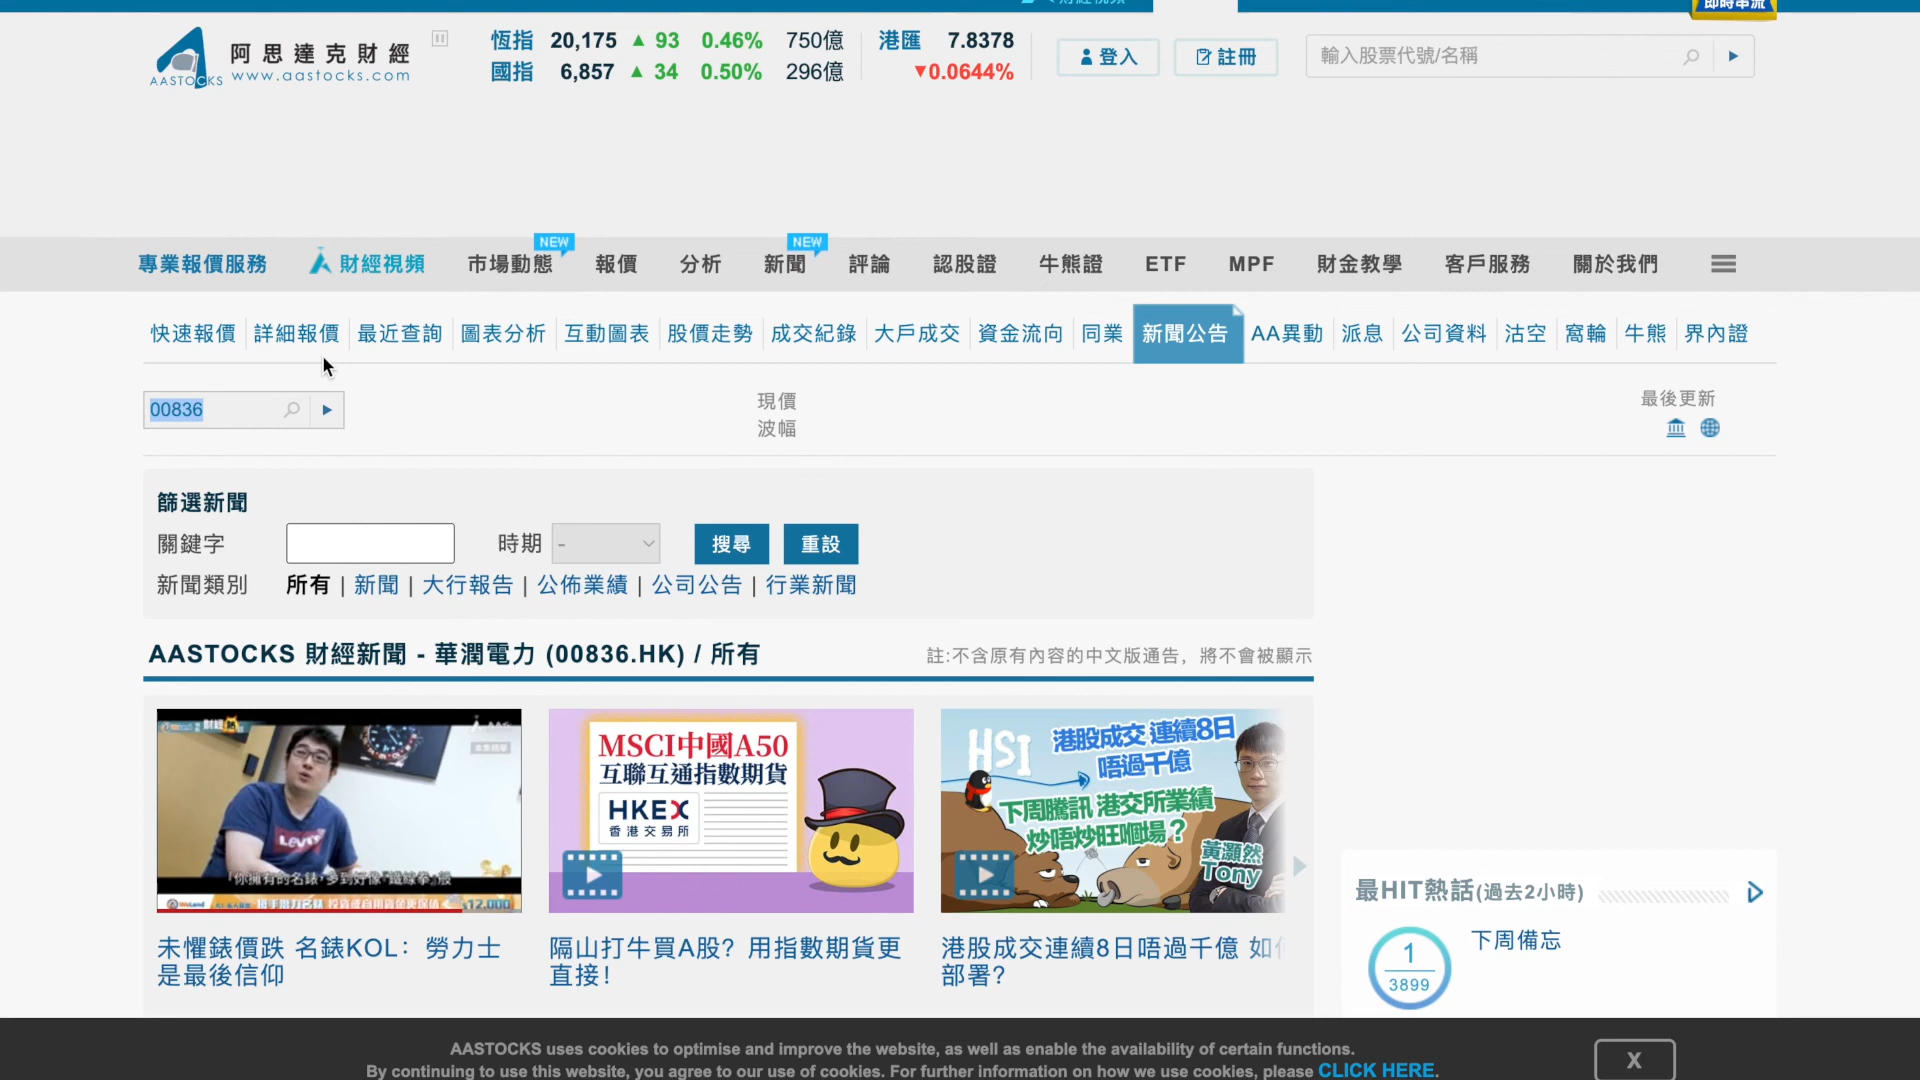 即時串流
AASTOCKS
阿思達克財經
www.aastocks.com
恆指 20,175 ▲ 93 0.46% 750億
國指 6,857 ▲ 34 0.50% 296億
港匯 7.8378
▼0.0644%
登入
註冊
輸入股票代號/名稱
專業報價服務
財經視頻
市場動態 NEW
報價
分析
新聞 NEW
評論
認股證
牛熊證
ETF
MPF
財金教學
客戶服務
關於我們
快速報價 詳細報價 最近查詢 圖表分析 互動圖表 股價走勢 成交紀錄 大戶成交 資金流向 同業 新聞公告 AA異動 派息 公司資料 沽空 窩輪 牛熊 界內證
00836
現價
波幅
最後更新
篩選新聞
關鍵字
時期 -
搜尋
重設
新聞類別 所有 | 新聞 | 大行報告 | 公佈業績 | 公司公告 | 行業新聞
AASTOCKS 財經新聞 - 華潤電力 (00836.HK) / 所有
註:不含原有內容的中文版通告，將不會被顯示
財經
LEVI'S
$12,000
未懼錶價跌 名錶KOL：勞力士
是最後信仰
MSCI中國A50
互聯互通指數期貨
HKEX
香港交易所
隔山打牛買A股？用指數期貨更
直接！
HSI
港股成交 連續8日
唔過千億
下周騰訊 港交所業績
炒唔炒旺嗰場？
黃灝然
Tony
港股成交連續8日唔過千億 如
部署?
最HIT熱話(過去2小時)
1
3899
下周備忘
AASTOCKS uses cookies to optimise and improve the website, as well as enable the availability of certain functions.
By continuing to use this website, you agree to our use of cookies. For further information on how we use cookies, please CLICK HERE.
X